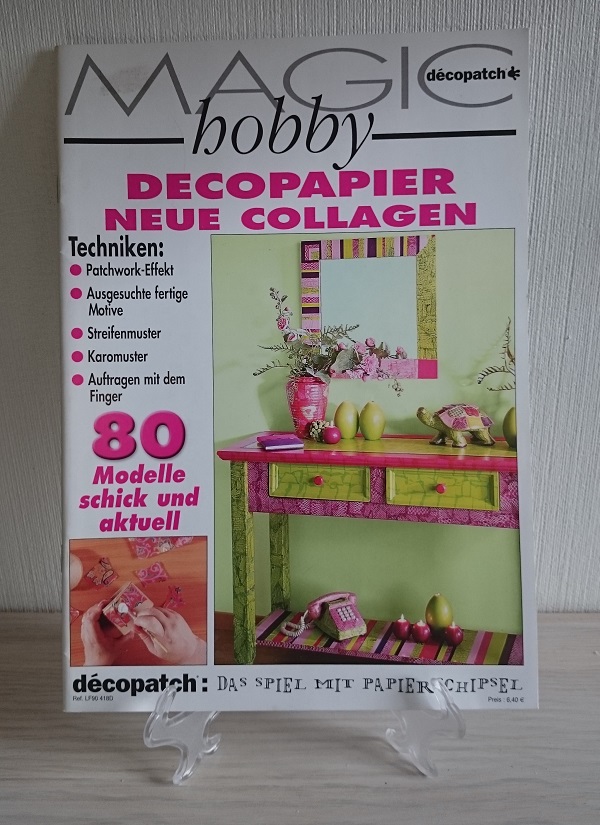 MAGIC
décopatch
hobby
DECOPAPIER
NEUE COLLAGEN
Techniken:
Patchwork-Effekt
Ausgesuchte fertige
Motive
Streifenmuster
Karomuster
Auftragen mit dem
Finger
80
Modelle
schick und
aktuell
décopatch: DAS SPIEL MIT PAPIERSCHIPSEL
Ref. LF90 418D
Preis : 6,40 €